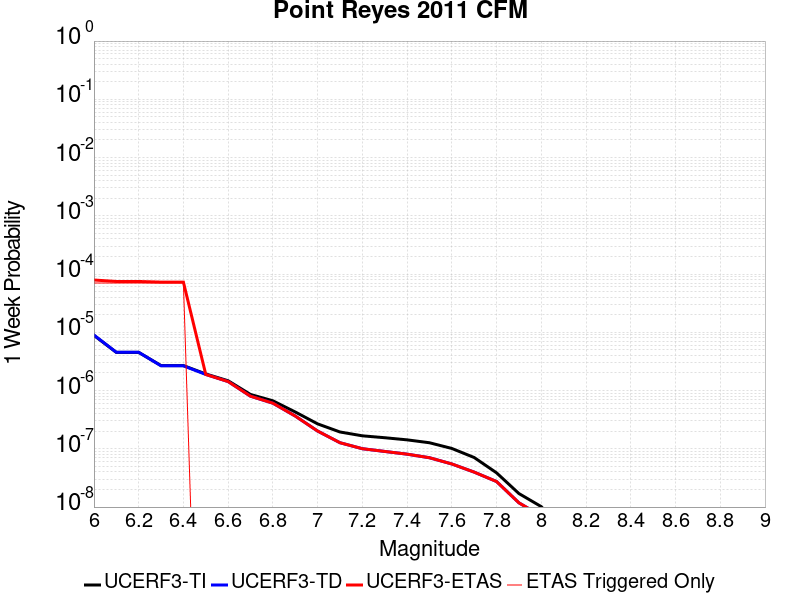 Point Reyes 2011 CFM
10^0
10^-1
10^-2
10^-3
10^-4
10^-5
10^-6
10^-7
10^-8
1 Week Probability
6 6.2 6.4 6.6 6.8 7 7.2 7.4 7.6 7.8 8 8.2 8.4 8.6 8.8 9
Magnitude
UCERF3-TI UCERF3-TD UCERF3-ETAS ETAS Triggered Only